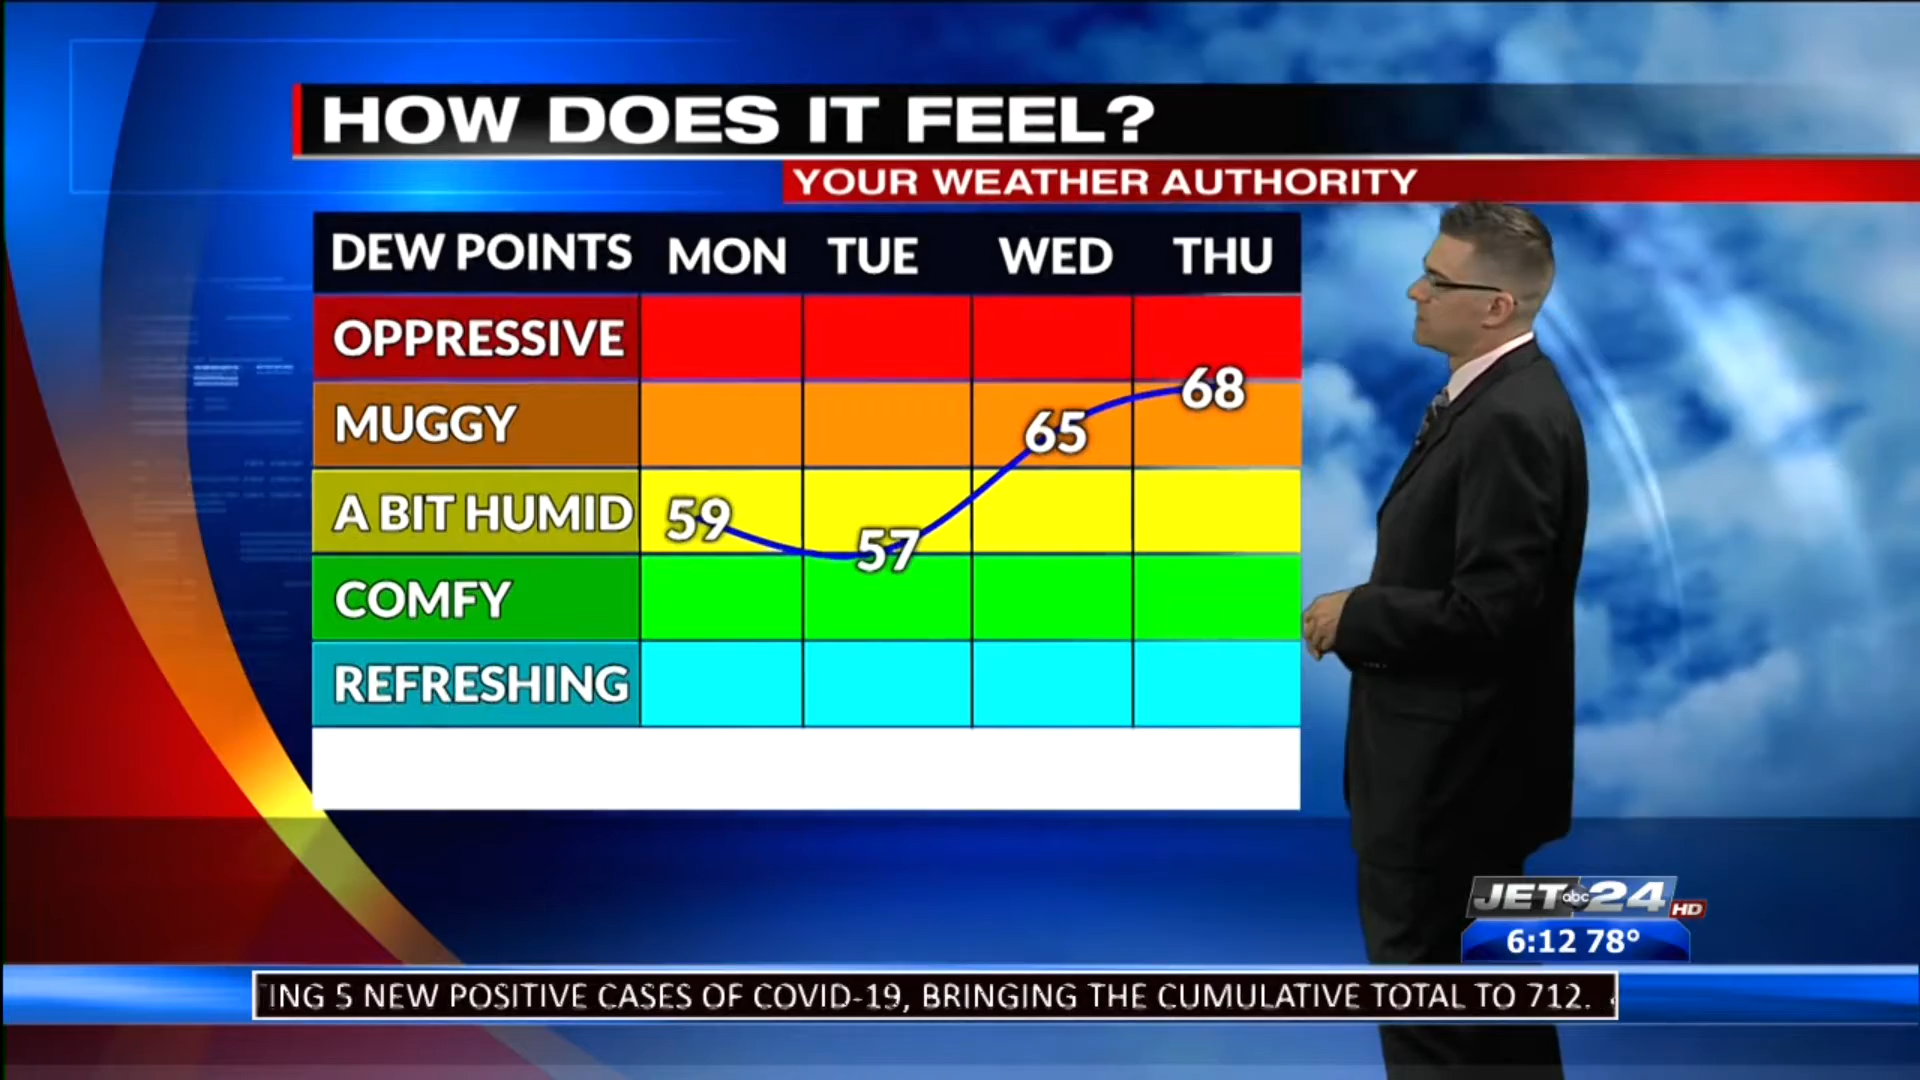 HOW DOES IT FEEL?
YOUR WEATHER AUTHORITY
DEW POINTS MON TUE WED THU
OPPRESSIVE
68
MUGGY
65
A BIT HUMID
59
57
COMFY
REFRESHING
JET abc 24 HD
6:12 78°
TING 5 NEW POSITIVE CASES OF COVID-19, BRINGING THE CUMULATIVE TOTAL TO 712.